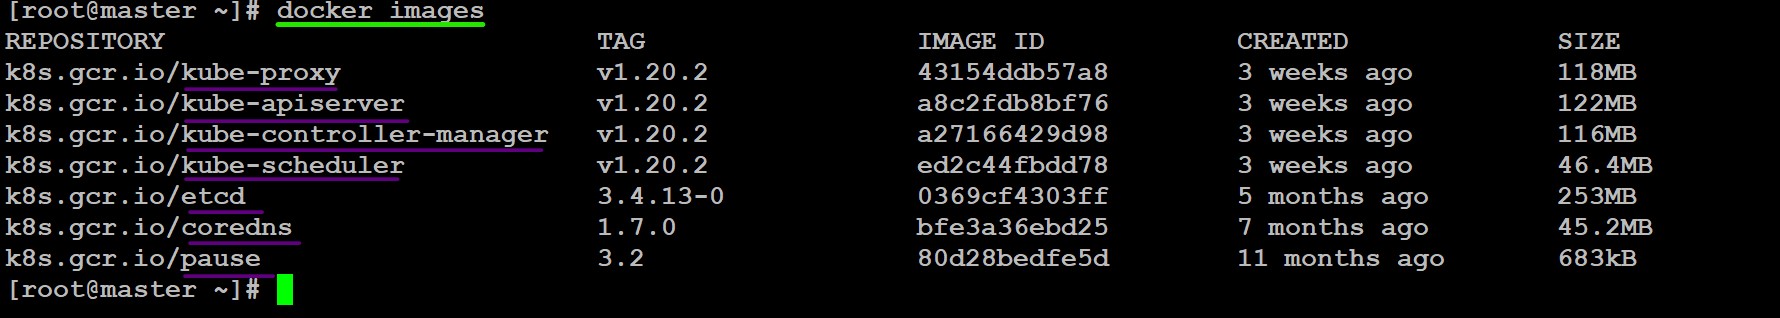 [root@master ~]# docker images
REPOSITORY TAG IMAGE ID CREATED SIZE
k8s.gcr.io/kube-proxy v1.20.2 43154ddb57a8 3 weeks ago 118MB
k8s.gcr.io/kube-apiserver v1.20.2 a8c2fdb8bf76 3 weeks ago 122MB
k8s.gcr.io/kube-controller-manager v1.20.2 a27166429d98 3 weeks ago 116MB
k8s.gcr.io/kube-scheduler v1.20.2 ed2c44fbdd78 3 weeks ago 46.4MB
k8s.gcr.io/etcd 3.4.13-0 0369cf4303ff 5 months ago 253MB
k8s.gcr.io/coredns 1.7.0 bfe3a36ebd25 7 months ago 45.2MB
k8s.gcr.io/pause 3.2 80d28bedfe5d 11 months ago 683kB
[root@master ~]#